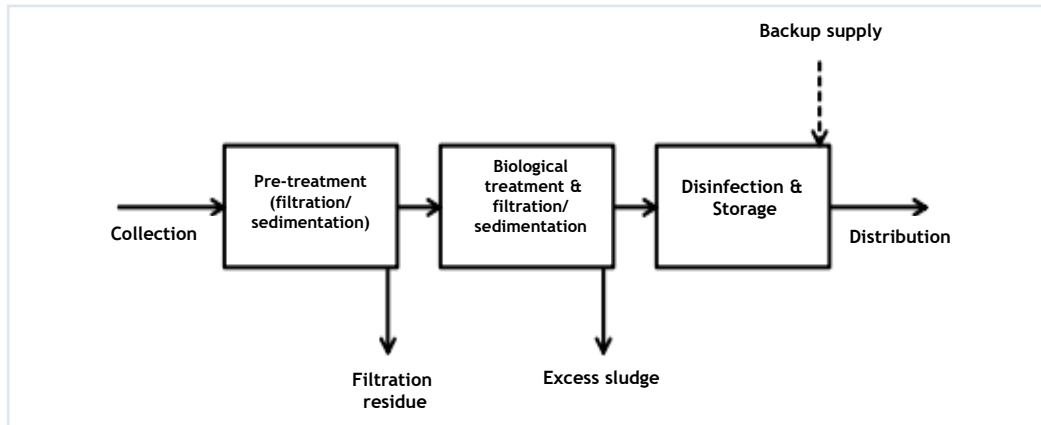 Backup supply
Pre-treatment
(filtration/
sedimentation)
Biological
treatment &
filtration/
sedimentation
Disinfection &
Storage
Collection
Distribution
Filtration
residue
Excess sludge